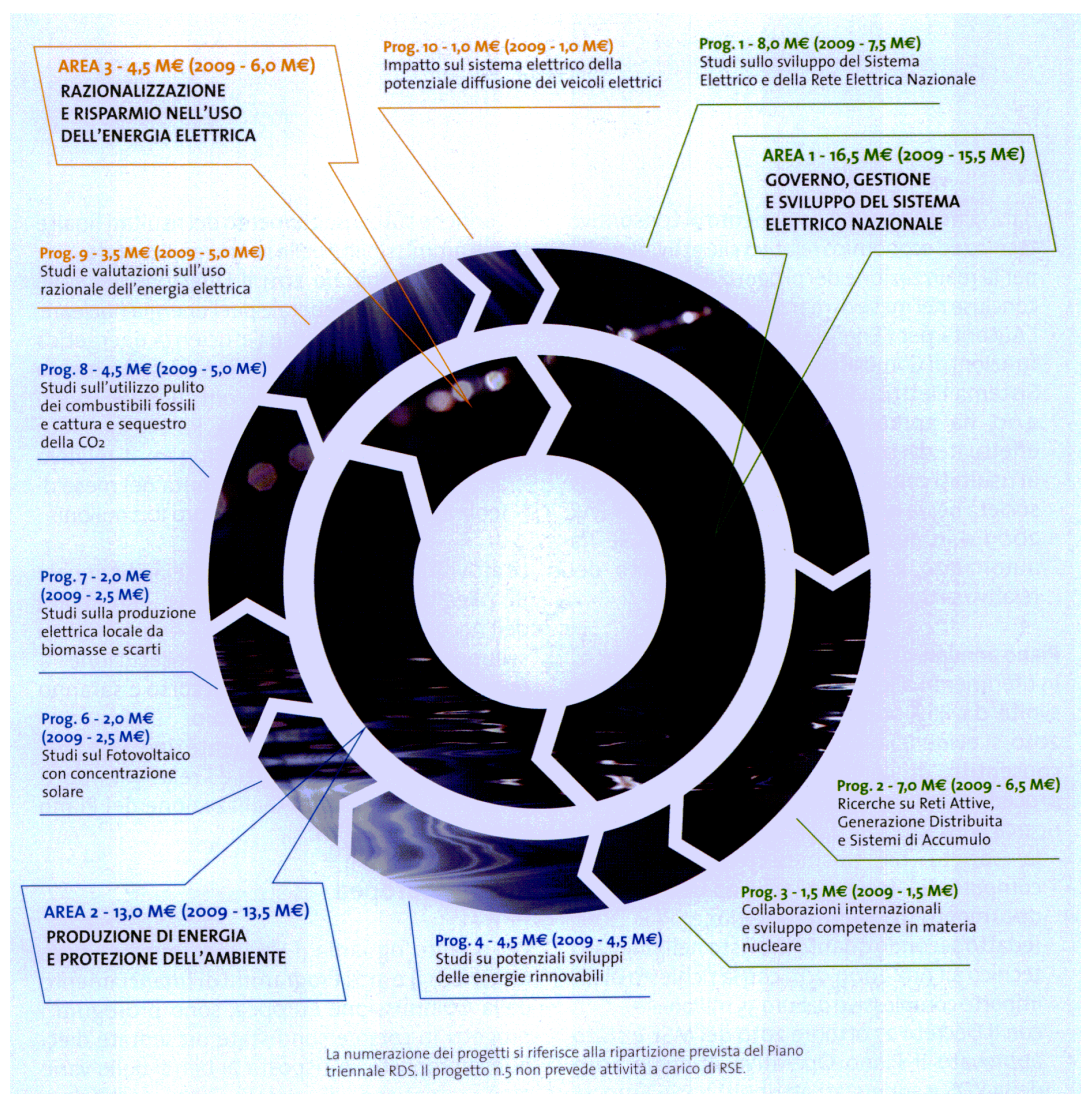 AREA 3 - 4,5 M€ (2009 - 6,0 M€)
RAZIONALIZZAZIONE
E RISPARMIO NELL'USO
DELL'ENERGIA ELETTRICA
Prog. 10 - 1,0 M€ (2009 - 1,0 M€)
Impatto sul sistema elettrico della
potenziale diffusione dei veicoli elettrici
Prog. 1 - 8,0 M€ (2009 - 7,5 M€)
Studi sullo sviluppo del Sistema
Elettrico e della Rete Elettrica Nazionale
AREA 1 - 16,5 M€ (2009 - 15,5 M€)
GOVERNO, GESTIONE
E SVILUPPO DEL SISTEMA
ELETTRICO NAZIONALE
Prog. 9 - 3,5 M€ (2009 - 5,0 M€)
Studi e valutazioni sull'uso
razionale dell'energia elettrica
Prog. 8 - 4,5 M€ (2009 - 5,0 M€)
Studi sull'utilizzo pulito
dei combustibili fossili
e cattura e sequestro
della CO2
Prog. 7 - 2,0 M€
(2009 - 2,5 M€)
Studi sulla produzione
elettrica locale da
biomasse e scarti
Prog. 6 - 2,0 M€
(2009 - 2,5 M€)
Studi sul Fotovoltaico
con concentrazione
solare
Prog. 2 - 7,0 M€ (2009 - 6,5 M€)
Ricerche su Reti Attive,
Generazione Distribuita
e Sistemi di Accumulo
AREA 2 - 13,0 M€ (2009 - 13,5 M€)
PRODUZIONE DI ENERGIA
E PROTEZIONE DELL'AMBIENTE
Prog. 3 - 1,5 M€ (2009 - 1,5 M€)
Collaborazioni internazionali
e sviluppo competenze in materia
nucleare
Prog. 4 - 4,5 M€ (2009 - 4,5 M€)
Studi su potenziali sviluppi
delle energie rinnovabili
La numerazione dei progetti si riferisce alla ripartizione prevista del Piano
triennale RDS. Il progetto n.5 non prevede attività a carico di RSE.